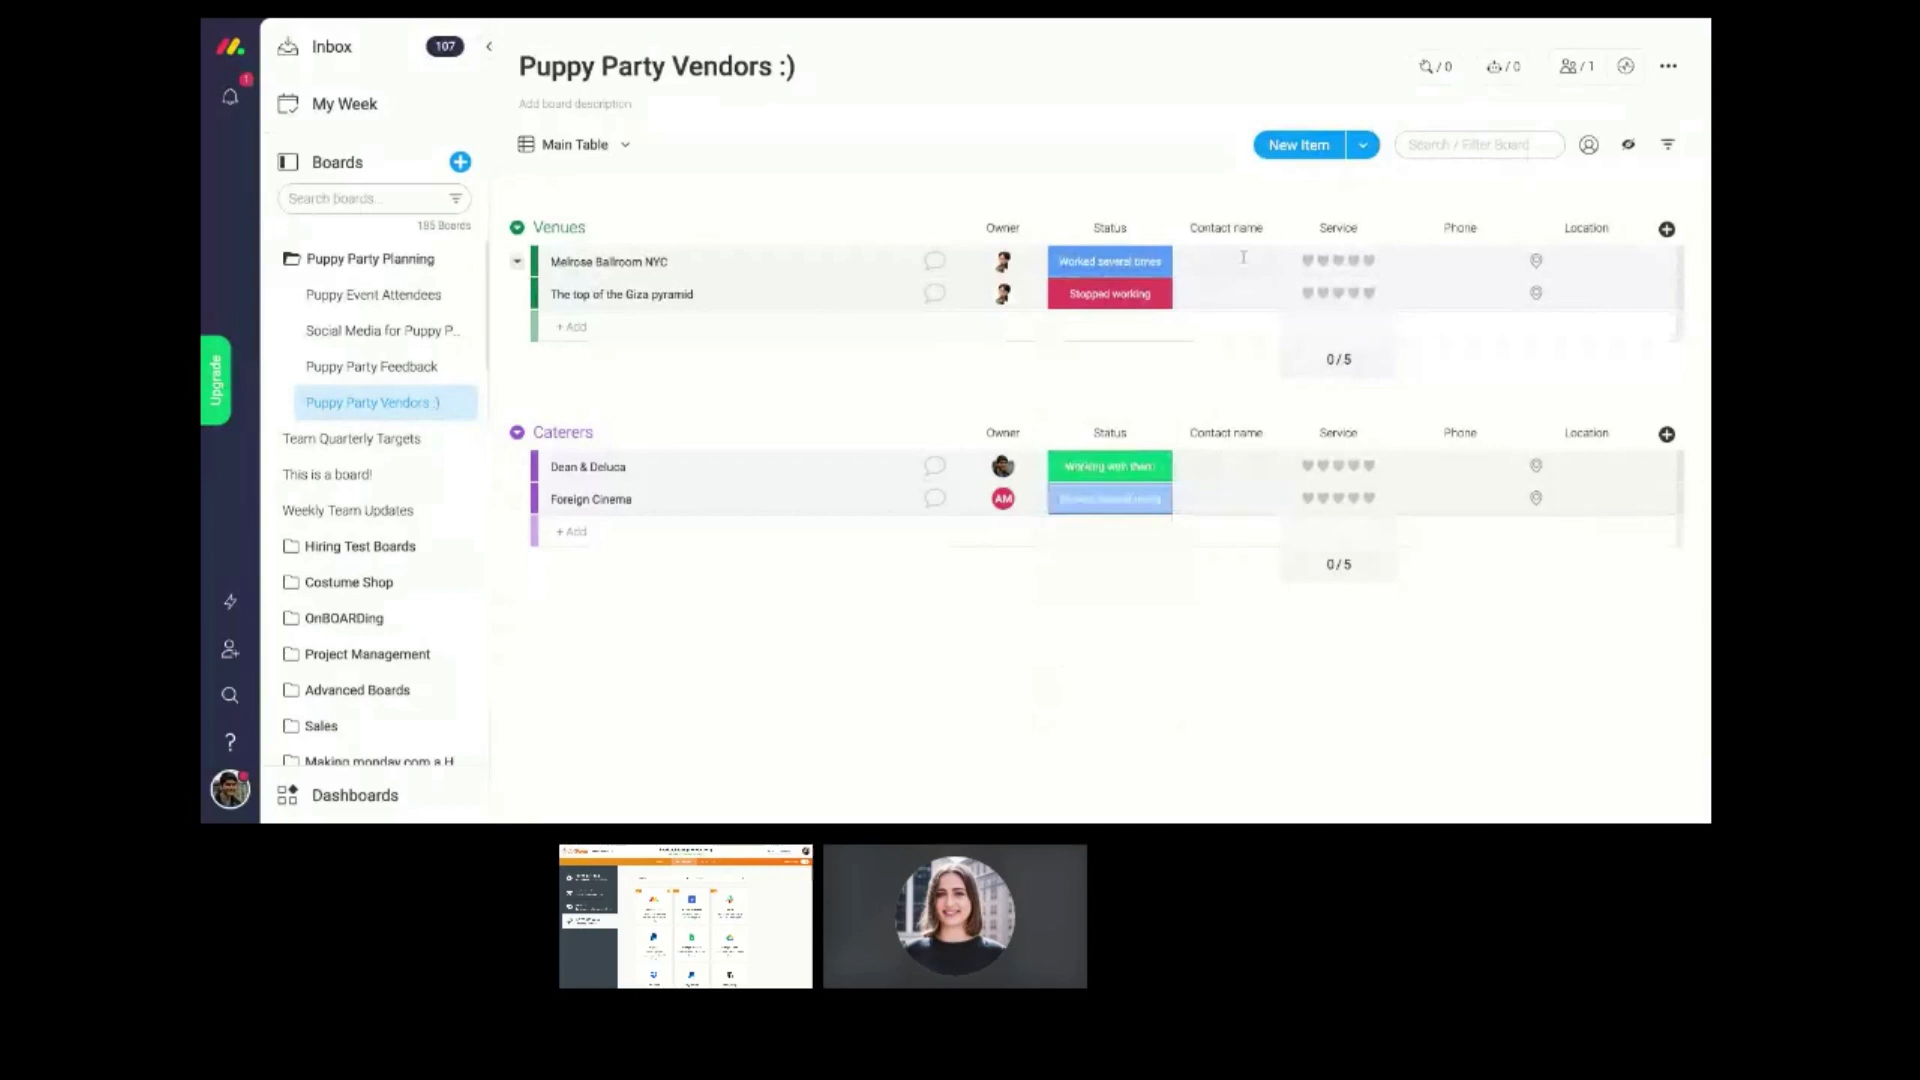 Inbox
107
My Week
1
Boards
Search boards...
185 Boards
Puppy Party Planning
Puppy Event Attendees
Social Media for Puppy P...
Puppy Party Feedback
Puppy Party Vendors :)
Team Quarterly Targets
This is a board!
Weekly Team Updates
Hiring Test Boards
Costume Shop
OnBOARDing
Project Management
Advanced Boards
Sales
Making monday.com a H
Dashboards
Upgrade
?
Puppy Party Vendors :)
/ 0
/ 0
/ 1
Add board description
Main Table
New Item
Search / Filter Board
Venues Owner Status Contact name Service Phone Location
Melrose Ballroom NYC Worked several times
The top of the Giza pyramid Stopped working
+ Add
0 / 5
Caterers Owner Status Contact name Service Phone Location
Dean & Deluca Working with them
Foreign Cinema AM
+ Add
0 / 5